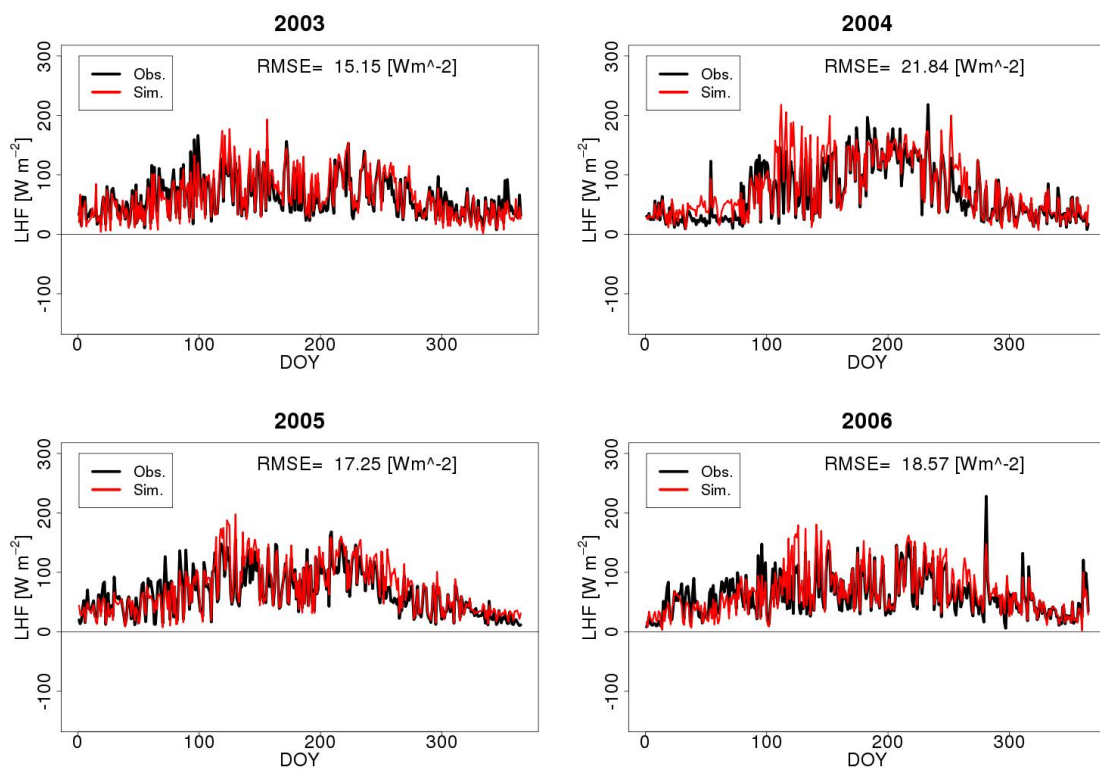 2003
300
200
100
0
-100
LHF [W m⁻²]
Obs.
Sim.
RMSE= 15.15 [Wm^-2]
0 100 200 300
DOY
2004
300
200
100
0
-100
LHF [W m⁻²]
Obs.
Sim.
RMSE= 21.84 [Wm^-2]
0 100 200 300
DOY
2005
300
200
100
0
-100
LHF [W m⁻²]
Obs.
Sim.
RMSE= 17.25 [Wm^-2]
0 100 200 300
DOY
2006
300
200
100
0
-100
LHF [W m⁻²]
Obs.
Sim.
RMSE= 18.57 [Wm^-2]
0 100 200 300
DOY